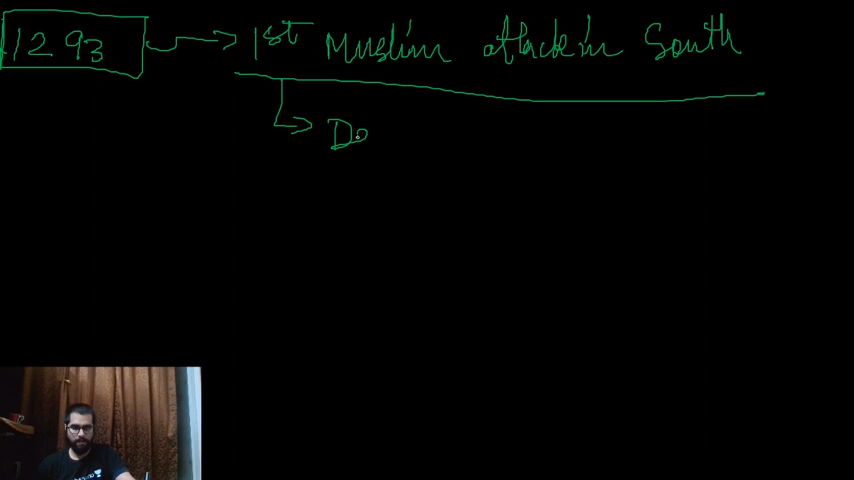 1293 → 1st Muslim attack in South
→ Do